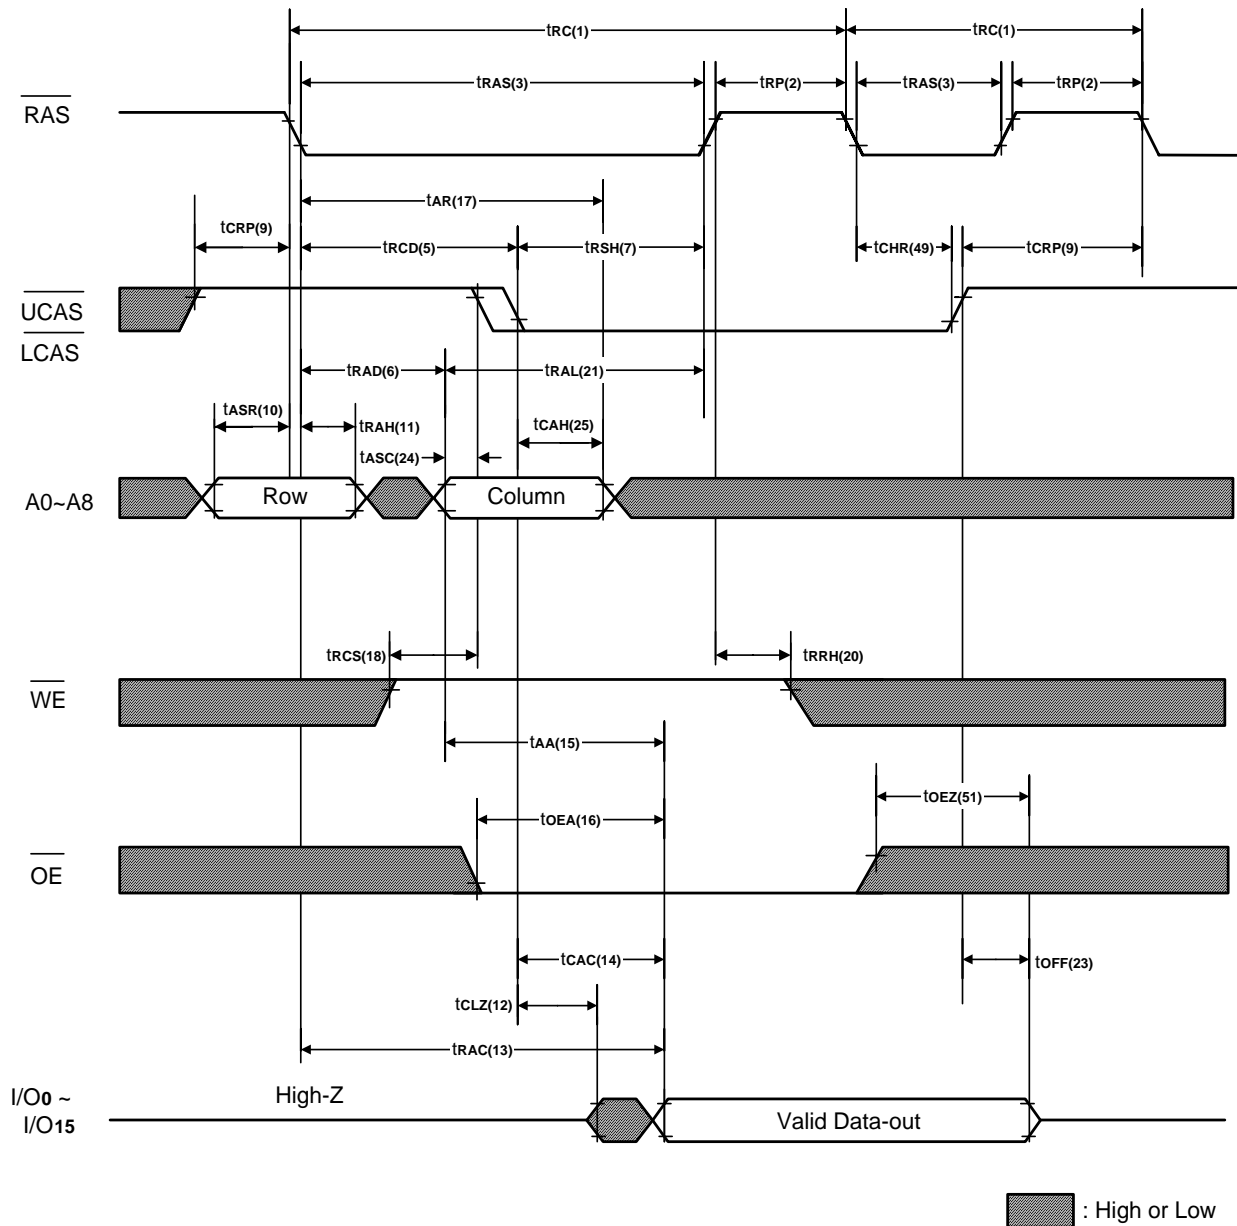 tRC(1) tRC(1)
tRAS(3) tRP(2) tRAS(3) tRP(2)
RAS
tAR(17)
tCRP(9) tRCD(5) tRSH(7) tCHR(49) tCRP(9)
UCAS
LCAS
tRAD(6) tRAL(21)
tASR(10) tRAH(11) tCAH(25)
tASC(24)
A0~A8 Row Column
tRCS(18) tRRH(20)
WE
tAA(15)
tOEZ(51)
tOEA(16)
OE
tCAC(14) tOFF(23)
tCLZ(12)
tRAC(13)
I/O0 ~ High-Z
I/O15 Valid Data-out
: High or Low